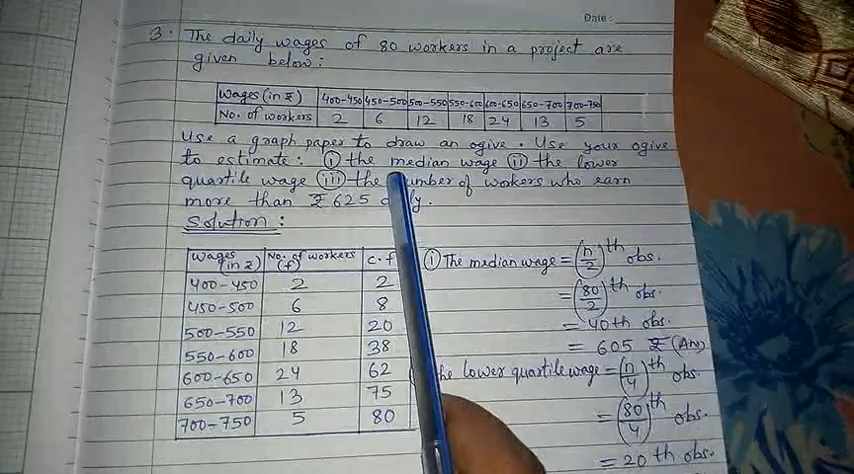 Date:
3. The daily wages of 80 workers in a project are
given below:
Wages (in ₹) 400-450 450-500 500-550 550-600 600-650 650-700 700-750
No. of workers 2 6 12 18 24 13 5
Use a graph paper to draw an ogive. Use your ogive
to estimate: (i) the median wage (ii) the lower
quartile wage (iii) the number of workers who earn
more than ₹ 625
Solution:
Wages (in ₹) No. of workers (f) c.f
400-450 2 2
450-500 6 8
500-550 12 20
550-600 18 38
600-650 24 62
650-700 13 75
700-750 5 80
(i) The median wage = (n/2)th obs.
= (80/2)th obs.
= 40th obs.
= 605 ₹ (Ans)
the lower quartile wage = (n/4)th obs.
= (80/4)th obs.
= 20th obs.